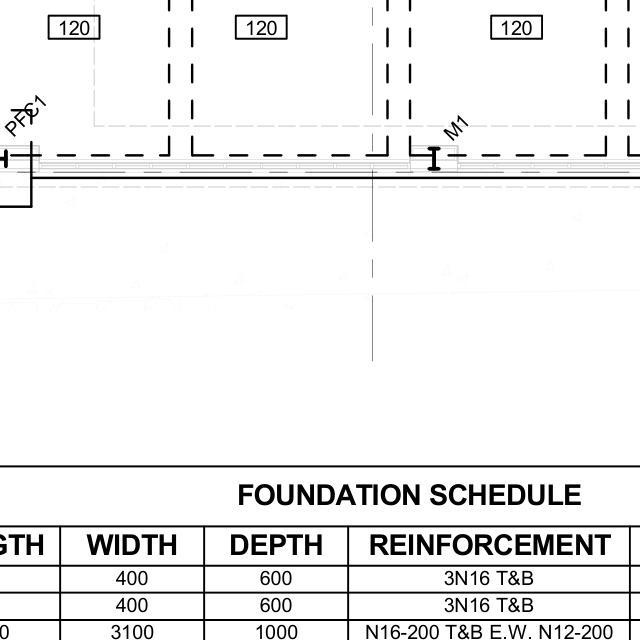 120 120 120
PFC1 M1
FOUNDATION SCHEDULE
GTH WIDTH DEPTH REINFORCEMENT
400 600 3N16 T&B
400 600 3N16 T&B
0 3100 1000 N16-200 T&B E.W. N12-200